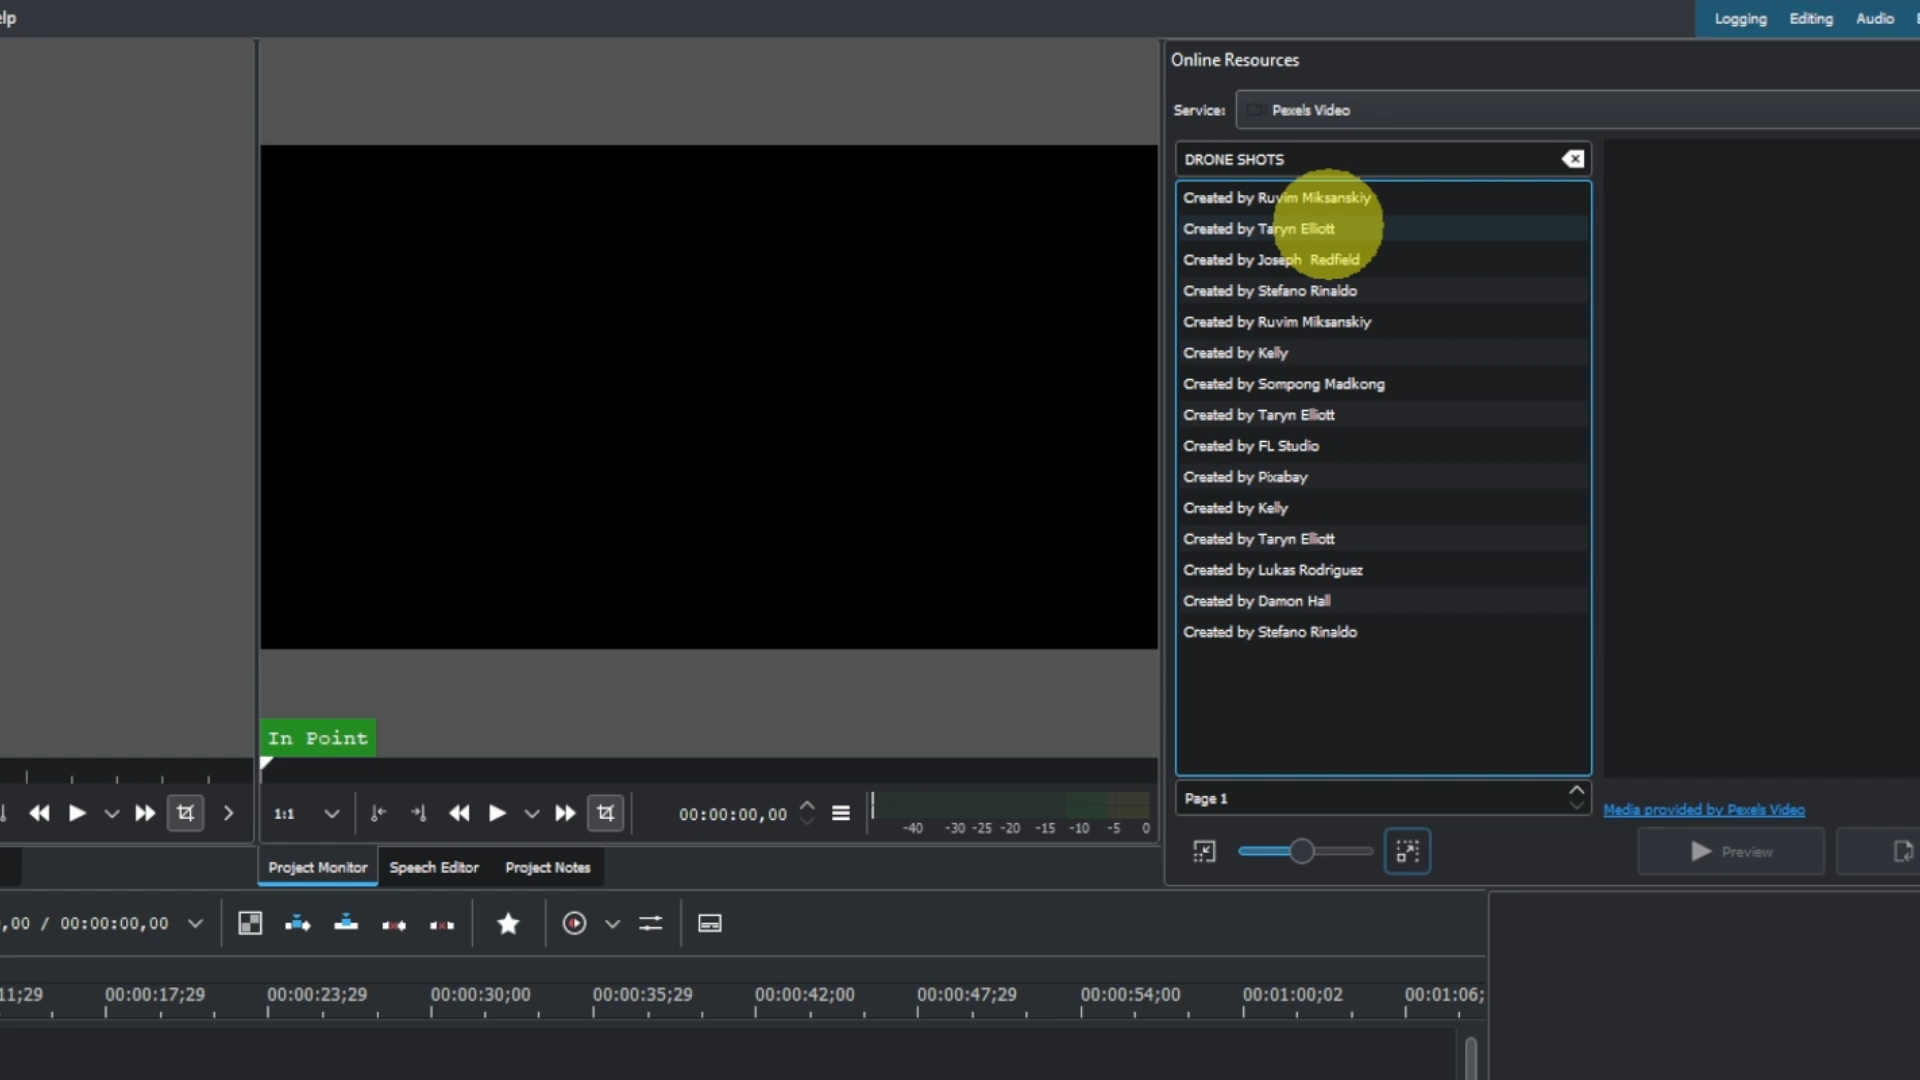 elp
Logging Editing Audio
Online Resources
Service: Pexels Video
DRONE SHOTS
Created by Ruvim Miksanskiy
Created by Taryn Elliott
Created by Joseph Redfield
Created by Stefano Rinaldo
Created by Ruvim Miksanskiy
Created by Kelly
Created by Sompong Madkong
Created by Taryn Elliott
Created by FL Studio
Created by Pixabay
Created by Kelly
Created by Taryn Elliott
Created by Lukas Rodriguez
Created by Damon Hall
Created by Stefano Rinaldo
In Point
Page 1
Media provided by Pexels Video
1:1
00:00:00,00
-40 -30 -25 -20 -15 -10 -5 0
Preview
Project Monitor Speech Editor Project Notes
,00 / 00:00:00,00
11;29 00:00:17;29 00:00:23;29 00:00:30;00 00:00:35;29 00:00:42;00 00:00:47;29 00:00:54;00 00:01:00;02 00:01:06;